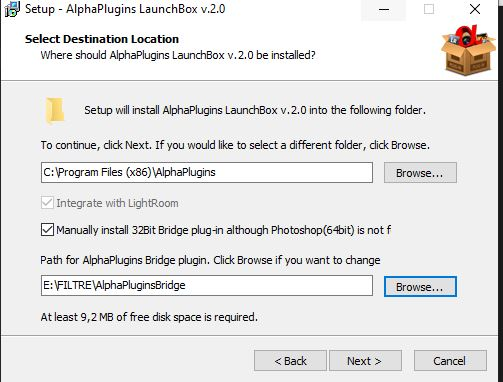 Setup - AlphaPlugins LaunchBox v.2.0
Select Destination Location
Where should AlphaPlugins LaunchBox v.2.0 be installed?
Setup will install AlphaPlugins LaunchBox v.2.0 into the following folder.
To continue, click Next. If you would like to select a different folder, click Browse.
C:\Program Files (x86)\AlphaPlugins
Browse...
Integrate with LightRoom
Manually install 32Bit Bridge plug-in although Photoshop(64bit) is not f
Path for AlphaPlugins Bridge plugin. Click Browse if you want to change
E:\FILTRE\AlphaPluginsBridge
Browse...
At least 9,2 MB of free disk space is required.
< Back
Next >
Cancel